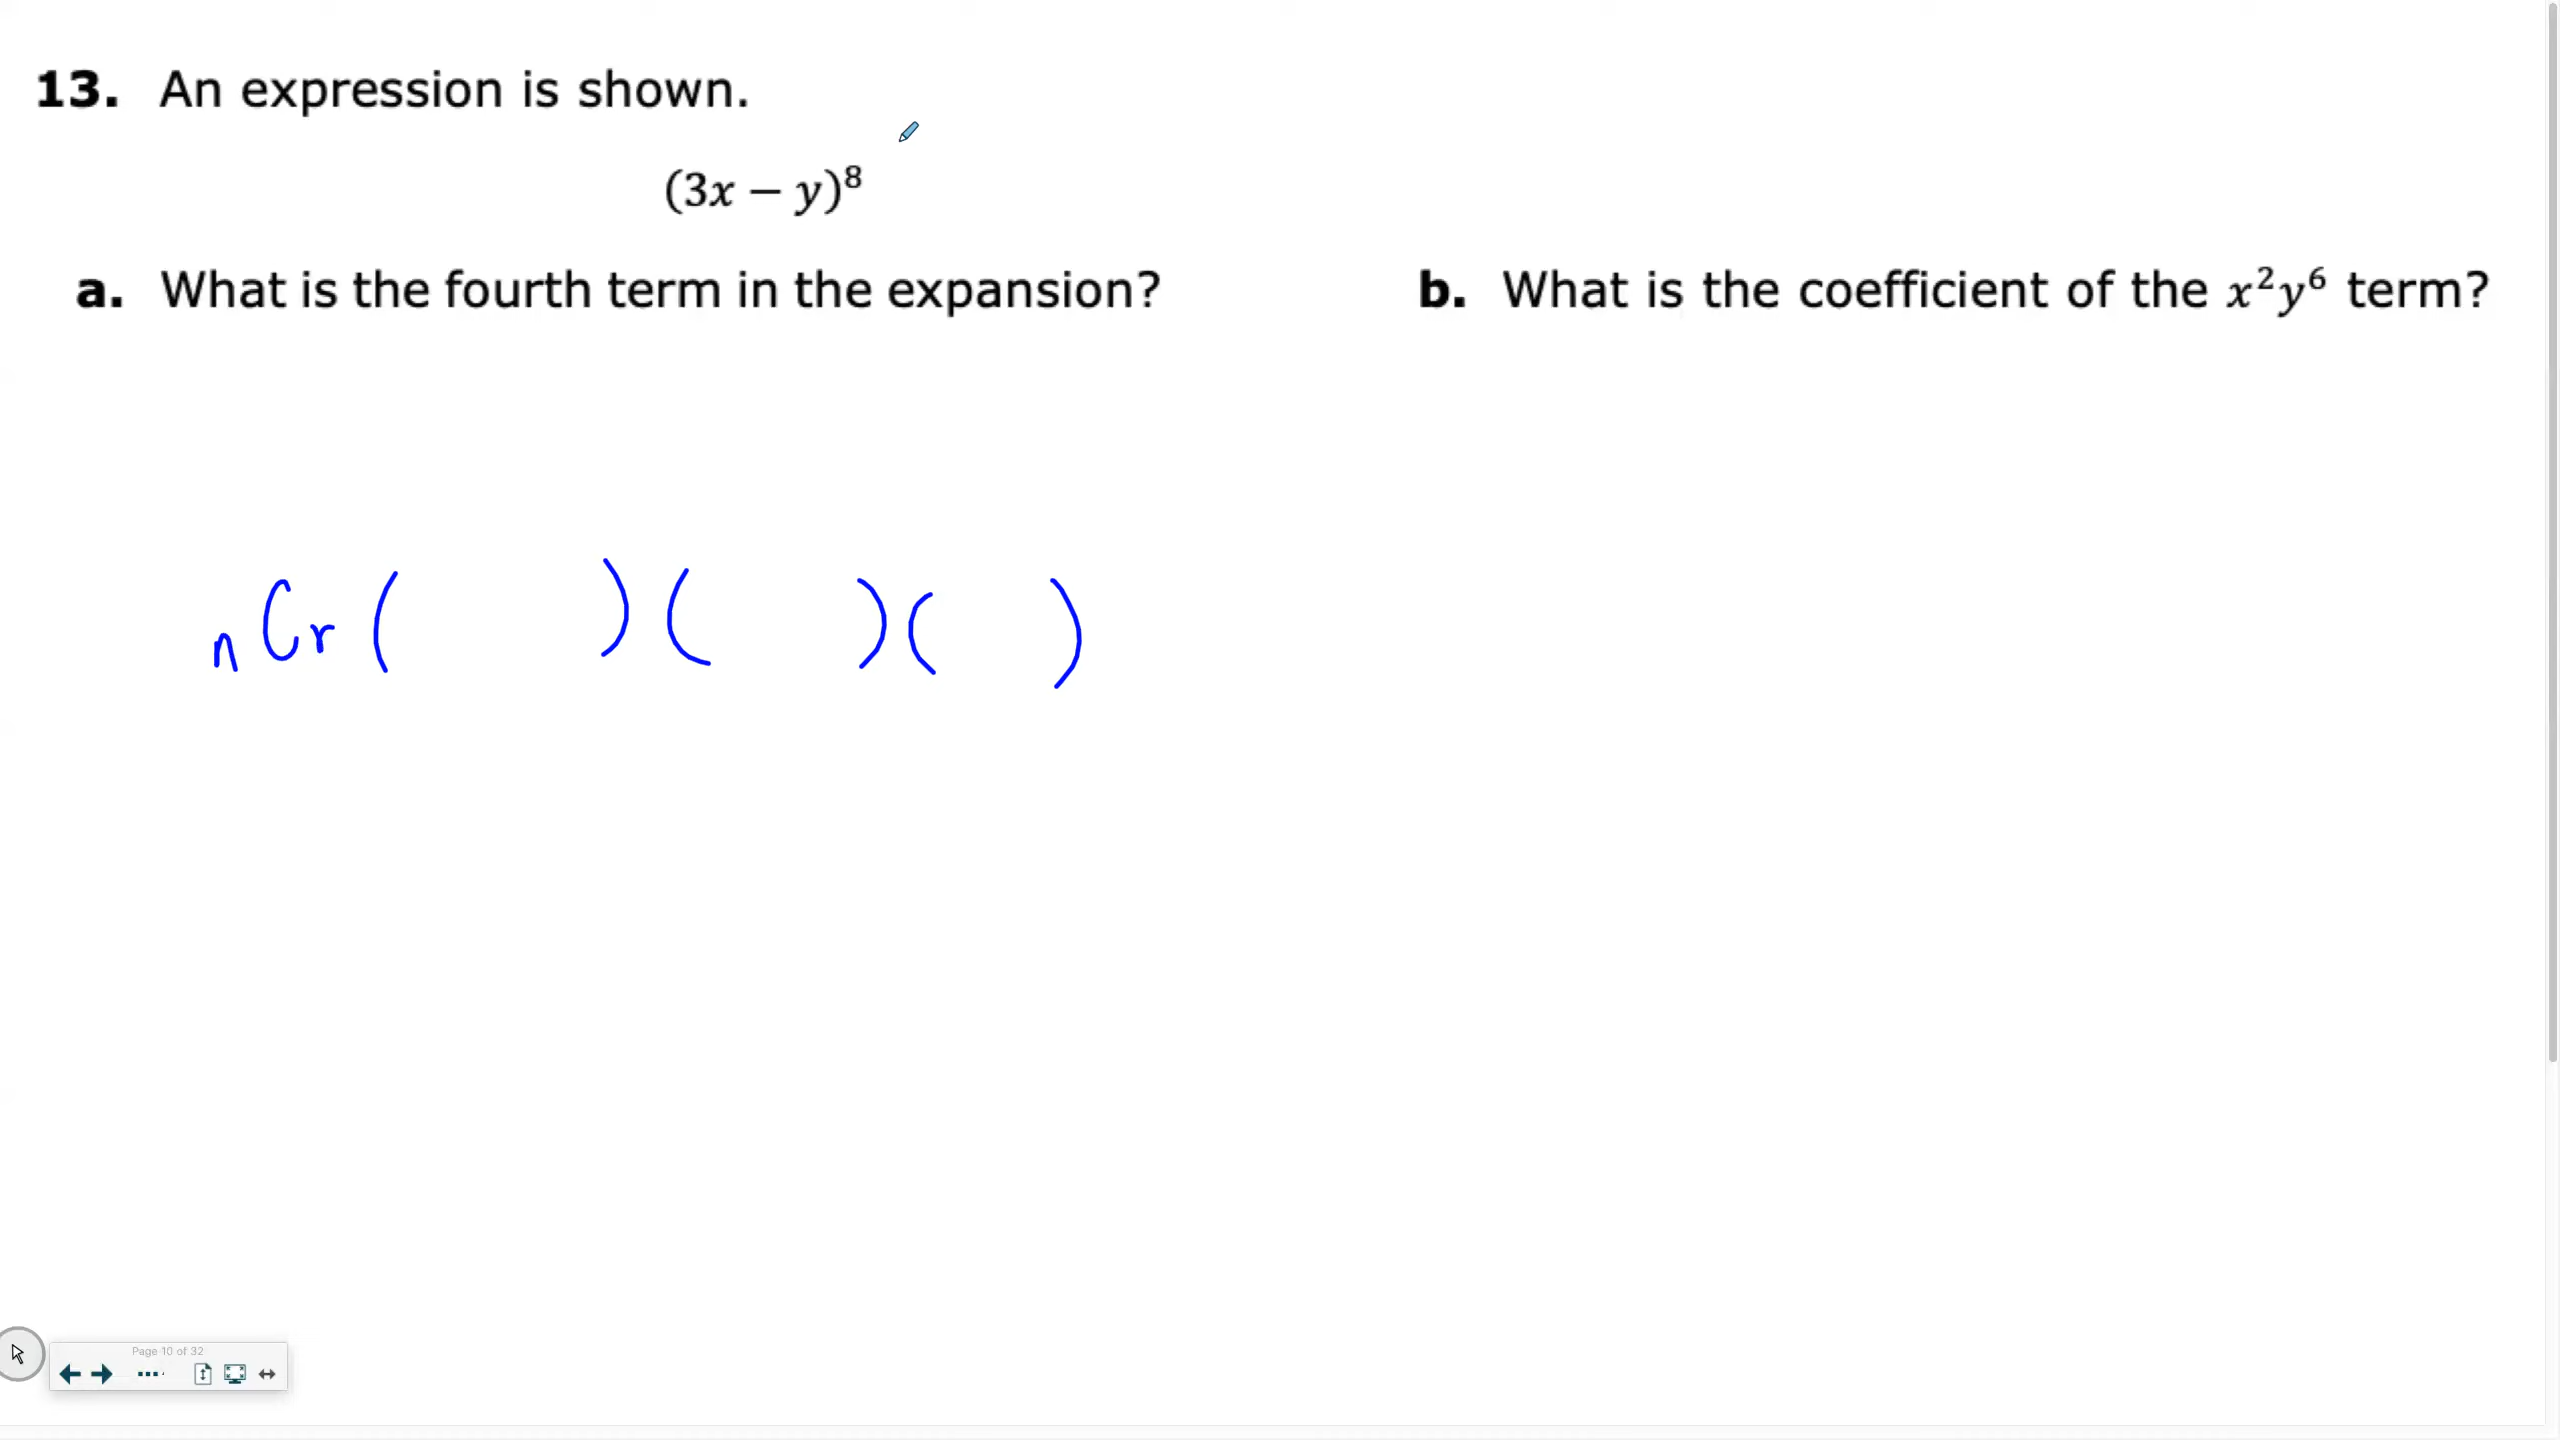 13. An expression is shown.
(3x − y)⁸
a. What is the fourth term in the expansion?
b. What is the coefficient of the x²y⁶ term?
nCr (    )(    )(    )
Page 10 of 32